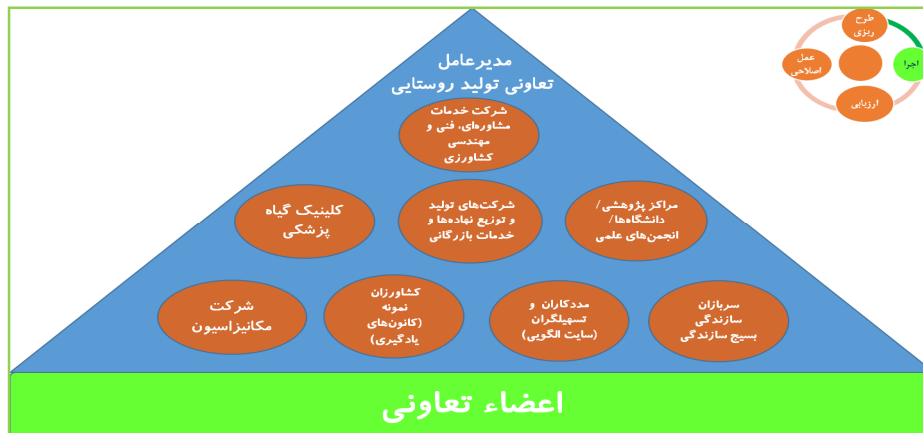 طرح
ریزی
اجرا
ارزیابی
عمل
اصلاحی
مدیرعامل
تعاونی تولید روستایی
شرکت خدمات
مشاوره‌ای، فنی و
مهندسی
کشاورزی
مراکز پژوهشی/
دانشگاه‌ها/
انجمن‌های علمی
شرکت‌های تولید
و توزیع نهاده‌ها و
خدمات بازرگانی
کلینیک گیاه
پزشکی
سربازان
سازندگی
بسیج سازندگی
مددکاران و
تسهیلگران
(سایت الگویی)
کشاورزان
نمونه
(کانون‌های
یادگیری)
شرکت
مکانیزاسیون
اعضاء تعاونی